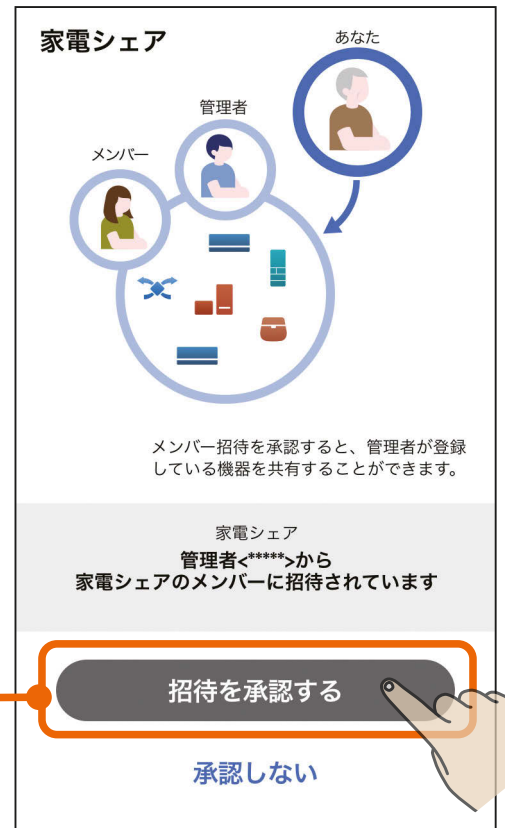 家電シェア
あなた
管理者
メンバー
メンバー招待を承認すると、管理者が登録
している機器を共有することができます。
家電シェア
管理者<*****>から
家電シェアのメンバーに招待されています
招待を承認する
承認しない